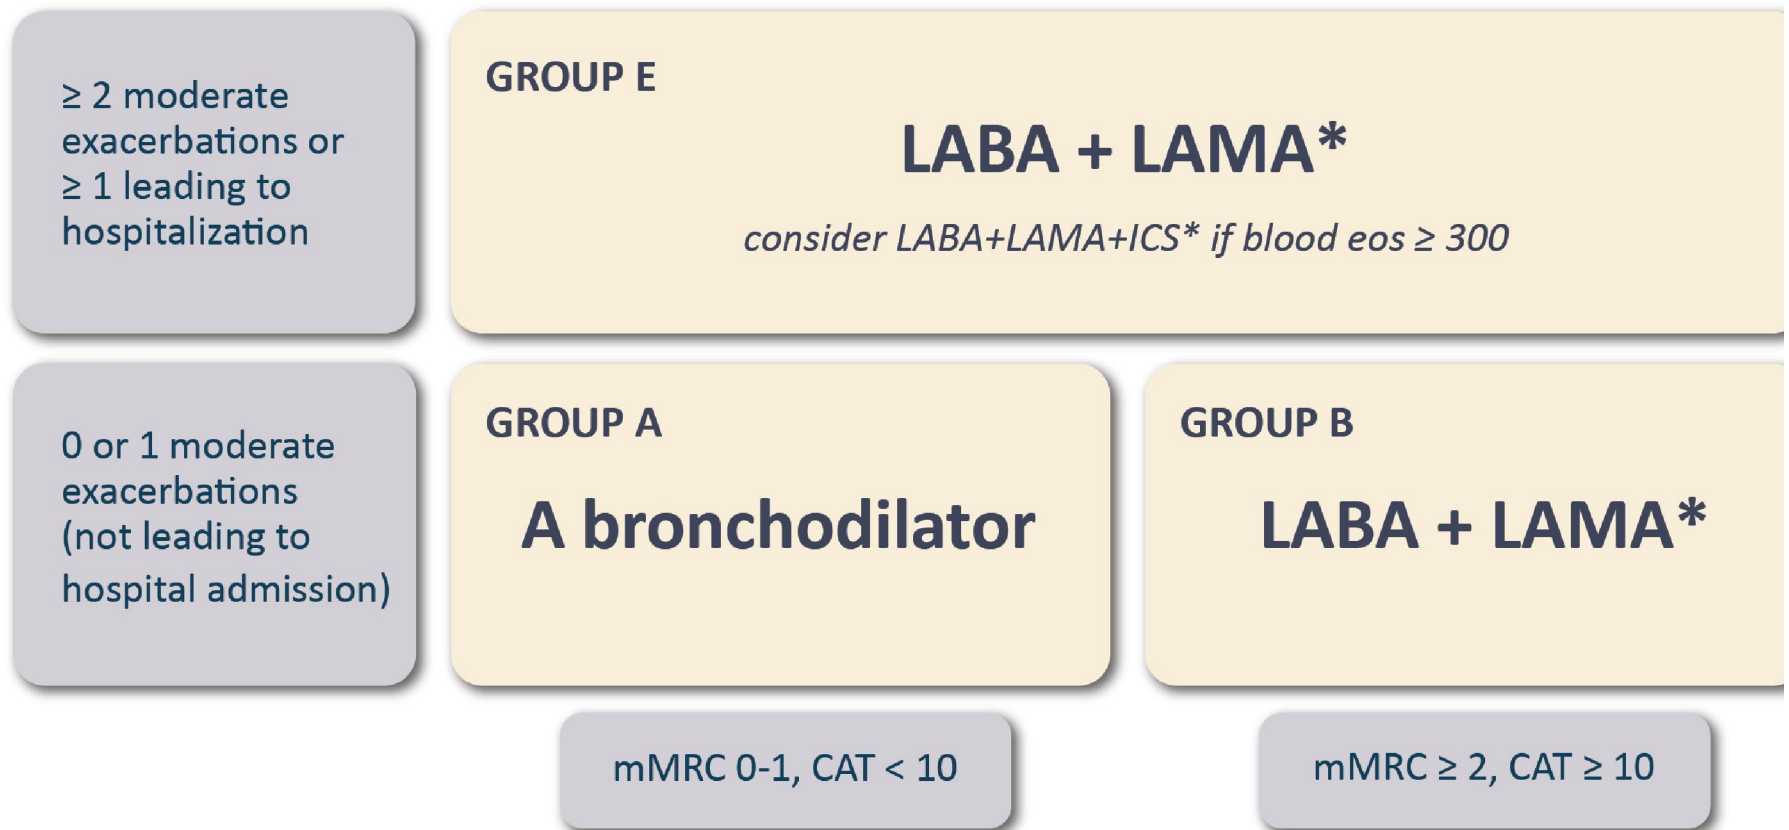 ≥ 2 moderate
exacerbations or
≥ 1 leading to
hospitalization
GROUP E
LABA + LAMA*
consider LABA+LAMA+ICS* if blood eos ≥ 300
0 or 1 moderate
exacerbations
(not leading to
hospital admission)
GROUP A
A bronchodilator
GROUP B
LABA + LAMA*
mMRC 0-1, CAT < 10
mMRC ≥ 2, CAT ≥ 10